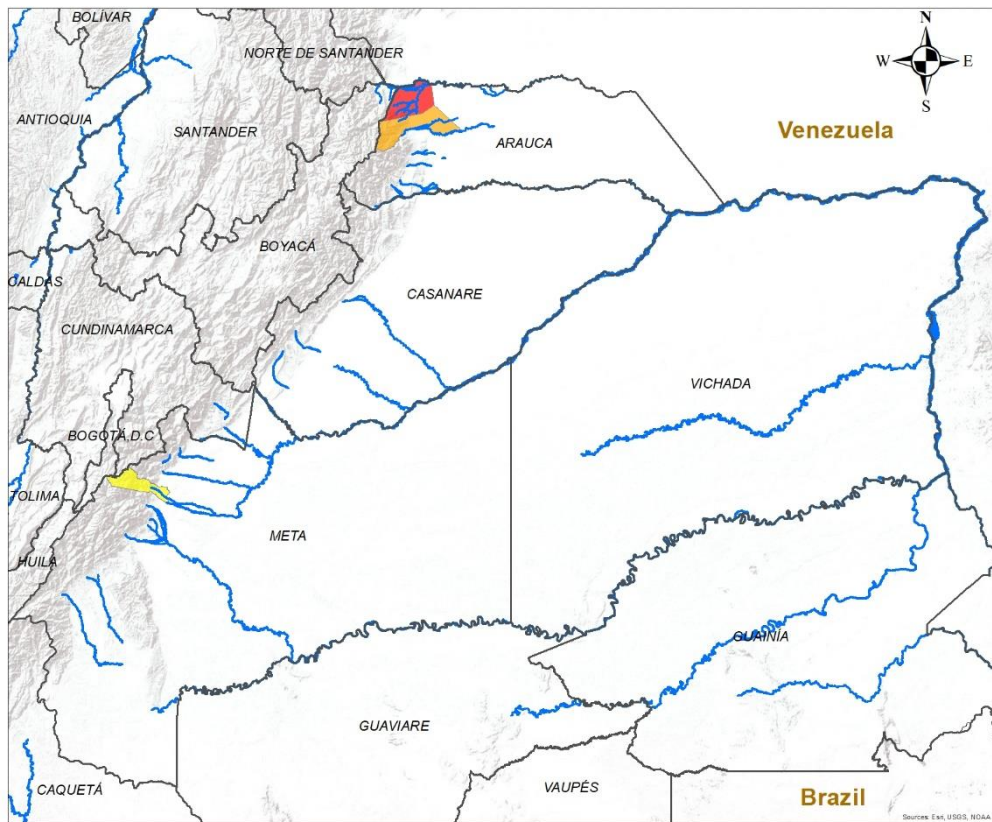 BOLÍVAR
N
NORTE DE SANTANDER
W
E
S
ANTIOQUIA
SANTANDER
Venezuela
ARAUCA
BOYACÁ
CALDAS
CASANARE
CUNDINAMARCA
VICHADA
BOGOTÁ D.C
TOLIMA
META
HUILA
GUAINÍA
GUAVIARE
CAQUETÁ
VAUPÉS
Brazil
Sources: Esri, USGS, NOAA